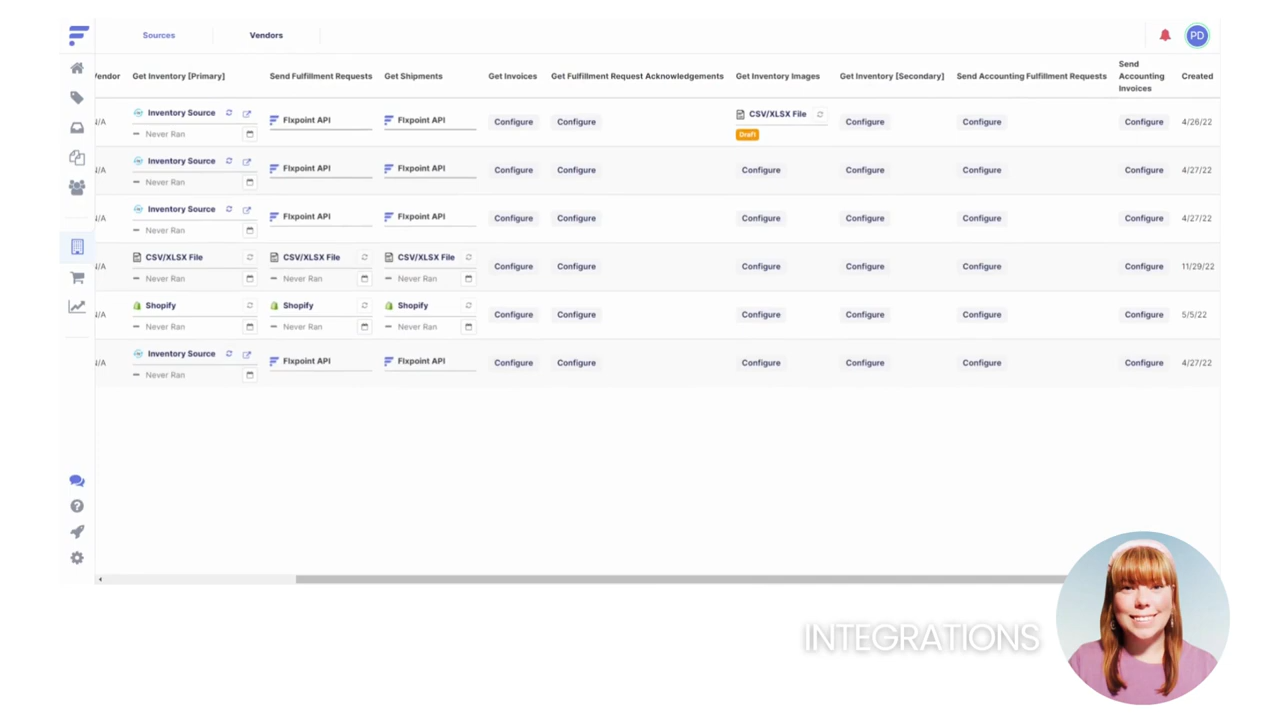 Sources Vendors PD
Vendor Get Inventory [Primary] Send Fulfillment Requests Get Shipments Get Invoices Get Fulfillment Request Acknowledgements Get Inventory Images Get Inventory [Secondary] Send Accounting Fulfillment Requests Send Accounting Invoices Created
N/A Inventory Source Flxpoint API Flxpoint API Configure Configure CSV/XLSX File Configure Configure Configure 4/26/22
Never Ran Draft
N/A Inventory Source Flxpoint API Flxpoint API Configure Configure Configure Configure Configure Configure 4/27/22
Never Ran
N/A Inventory Source Flxpoint API Flxpoint API Configure Configure Configure Configure Configure Configure 4/27/22
Never Ran
N/A CSV/XLSX File CSV/XLSX File CSV/XLSX File Configure Configure Configure Configure Configure Configure 11/29/22
Never Ran Never Ran Never Ran
N/A Shopify Shopify Shopify Configure Configure Configure Configure Configure Configure 5/5/22
Never Ran Never Ran Never Ran
N/A Inventory Source Flxpoint API Flxpoint API Configure Configure Configure Configure Configure Configure 4/27/22
Never Ran
INTEGRATIONS